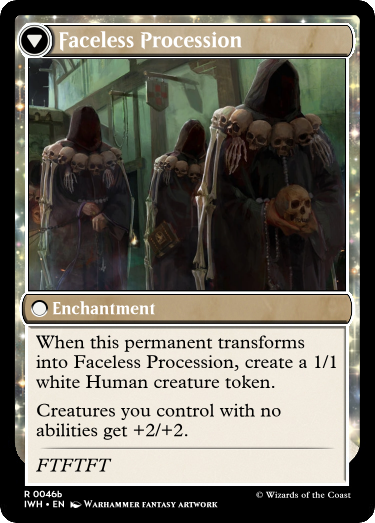 Faceless Procession
Enchantment
When this permanent transforms
into Faceless Procession, create a 1/1
white Human creature token.
Creatures you control with no
abilities get +2/+2.
FTFTFT
R 0046b
IWH • EN WARHAMMER FANTASY ARTWORK
© Wizards of the Coast